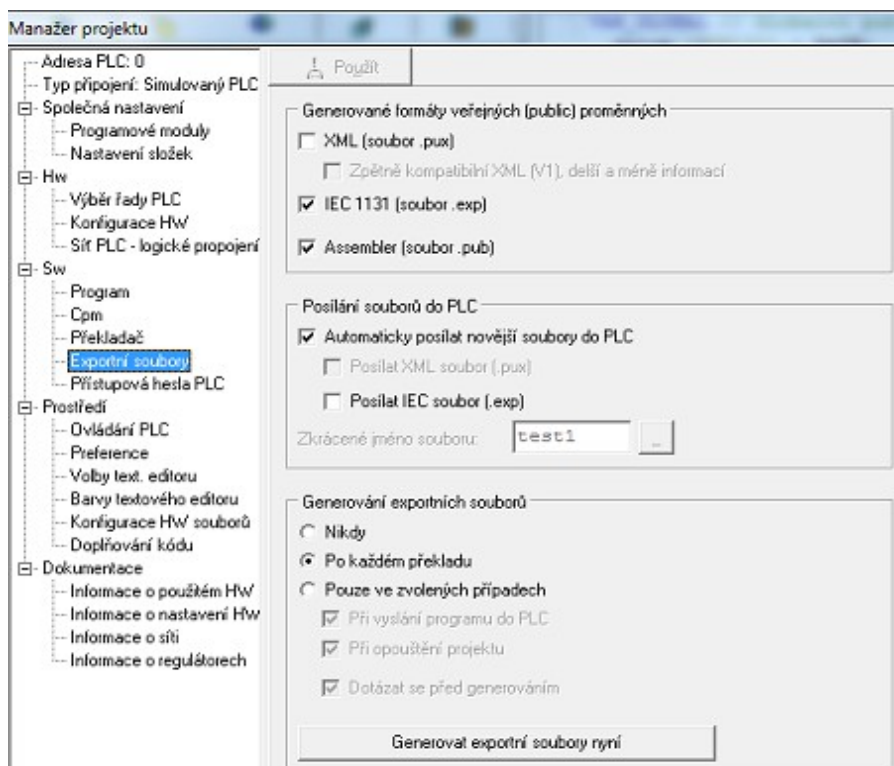 Manažer projektu
Adresa PLC: 0
Typ připojení: Simulovaný PLC
Společná nastavení
Programové moduly
Nastavení složek
Hw
Výběr řady PLC
Konfigurace HW
Síť PLC - logické propojení
Sw
Program
Cpm
Překladač
Exportní soubory
Přístupová hesla PLC
Prostředí
Ovládání PLC
Preference
Volby text. editoru
Barvy textového editoru
Konfigurace HW souborů
Doplňování kódu
Dokumentace
Informace o použitém HW
Informace o nastavení HW
Informace o síti
Informace o regulátorech
Použít
Generované formáty veřejných (public) proměnných
XML (soubor .pux)
Zpětně kompatibilní XML (V1), delší a méně informací
IEC 1131 (soubor .exp)
Assembler (soubor .pub)
Posílání souborů do PLC
Automaticky posílat novější soubory do PLC
Posílat XML soubor (.pux)
Posílat IEC soubor (.exp)
Zkrácené jméno souboru: test1 ...
Generování exportních souborů
Nikdy
Po každém překladu
Pouze ve zvolených případech
Při vyslání programu do PLC
Při opouštění projektu
Dotázat se před generováním
Generovat exportní soubory nyní